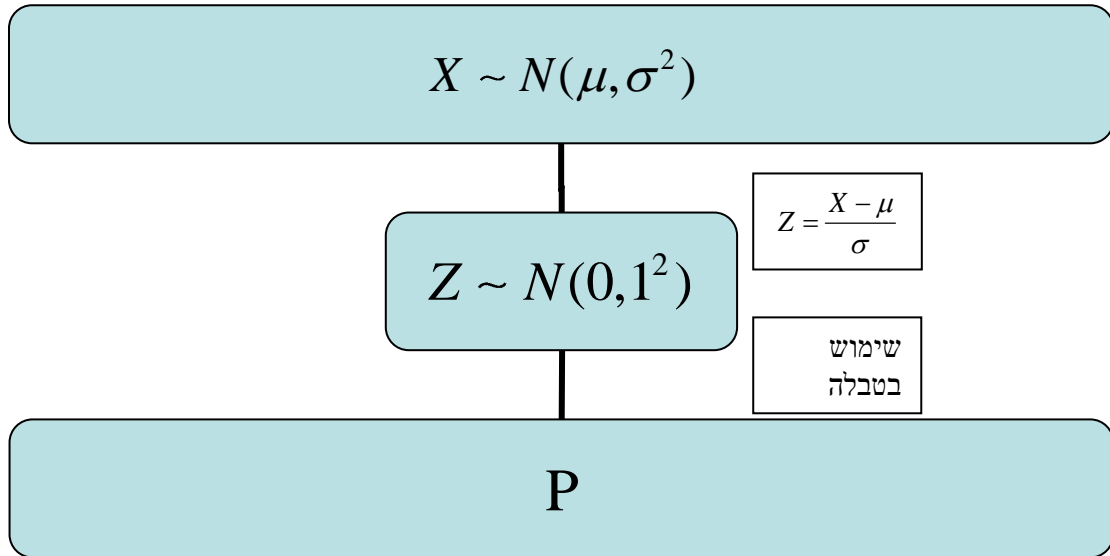 X ~ N(μ, σ²)
Z = (X − μ) / σ
Z ~ N(0,1²)
שימוש
בטבלה
P